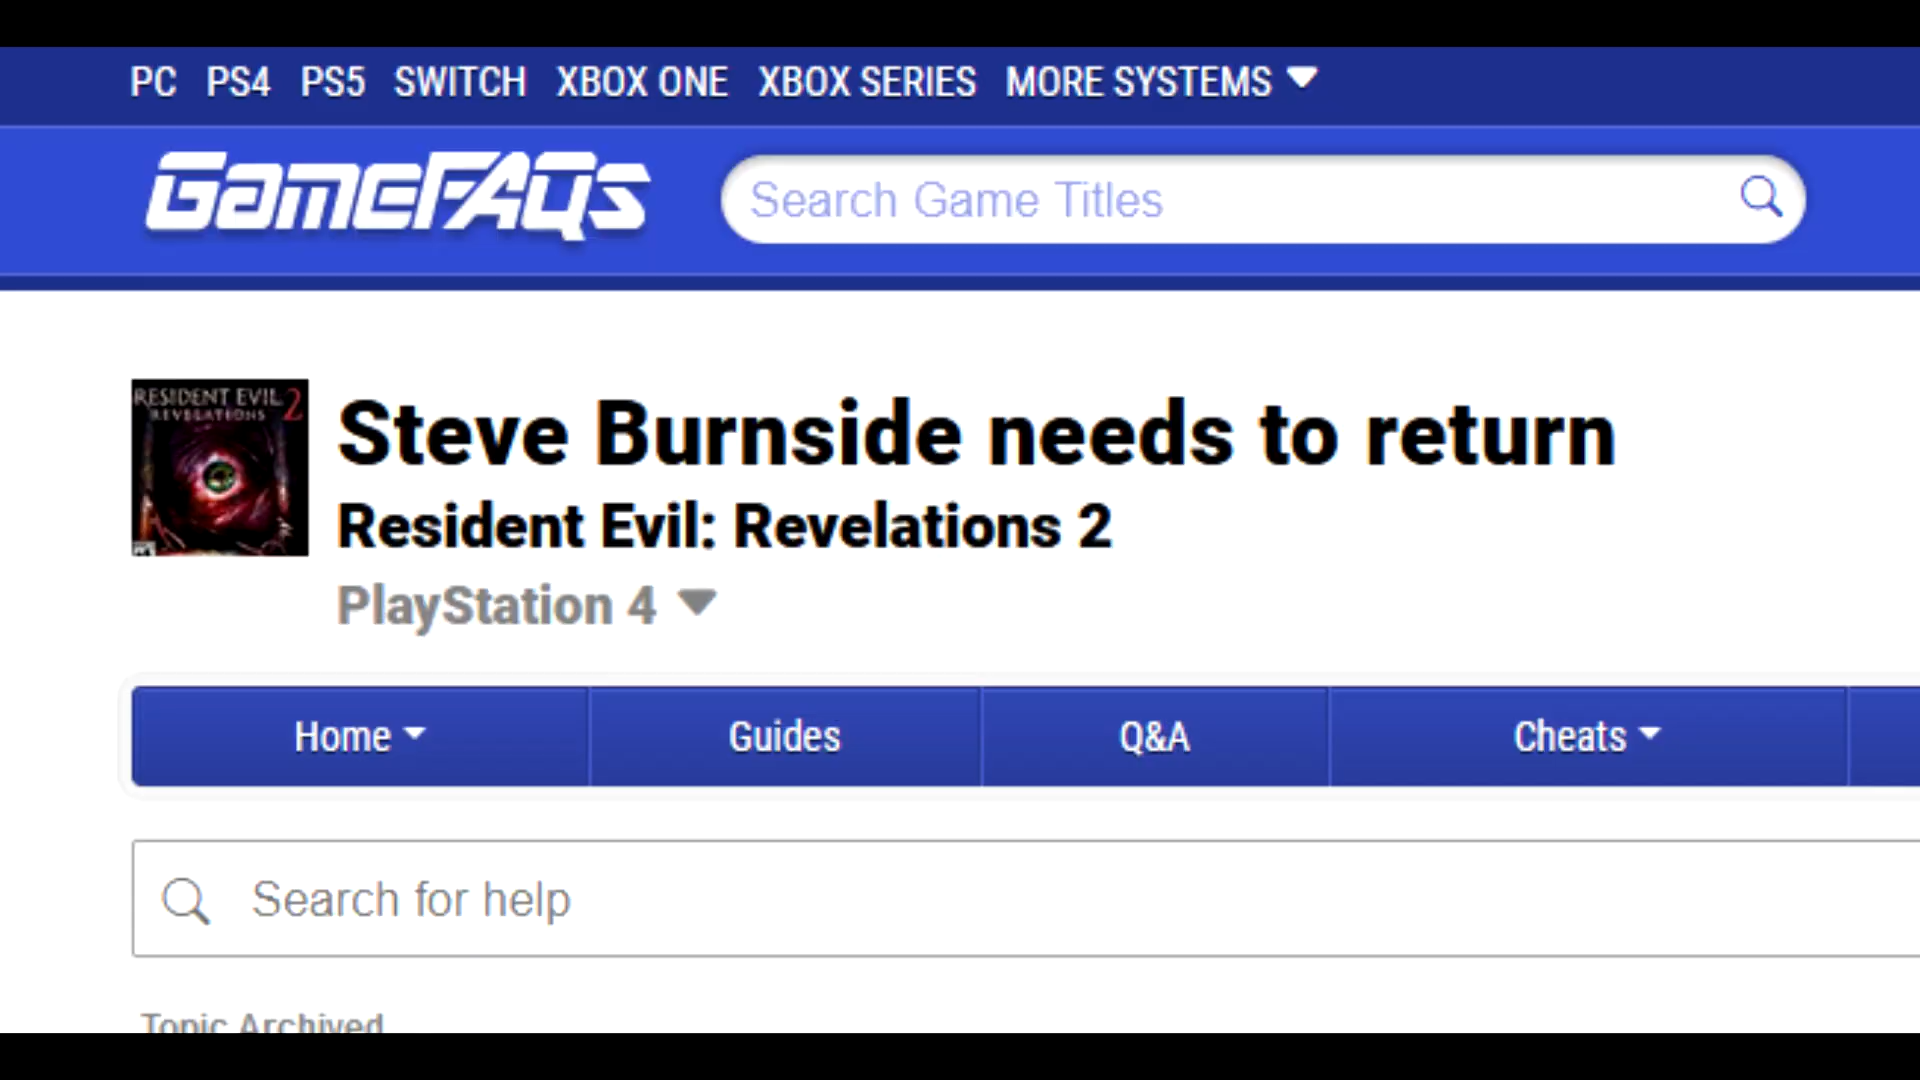 PC PS4 PS5 SWITCH XBOX ONE XBOX SERIES MORE SYSTEMS
GameFAQs Search Game Titles
RESIDENT EVIL 2
REVELATIONS
Steve Burnside needs to return
Resident Evil: Revelations 2
PlayStation 4
Home Guides Q&A Cheats
Search for help
Topic Archived